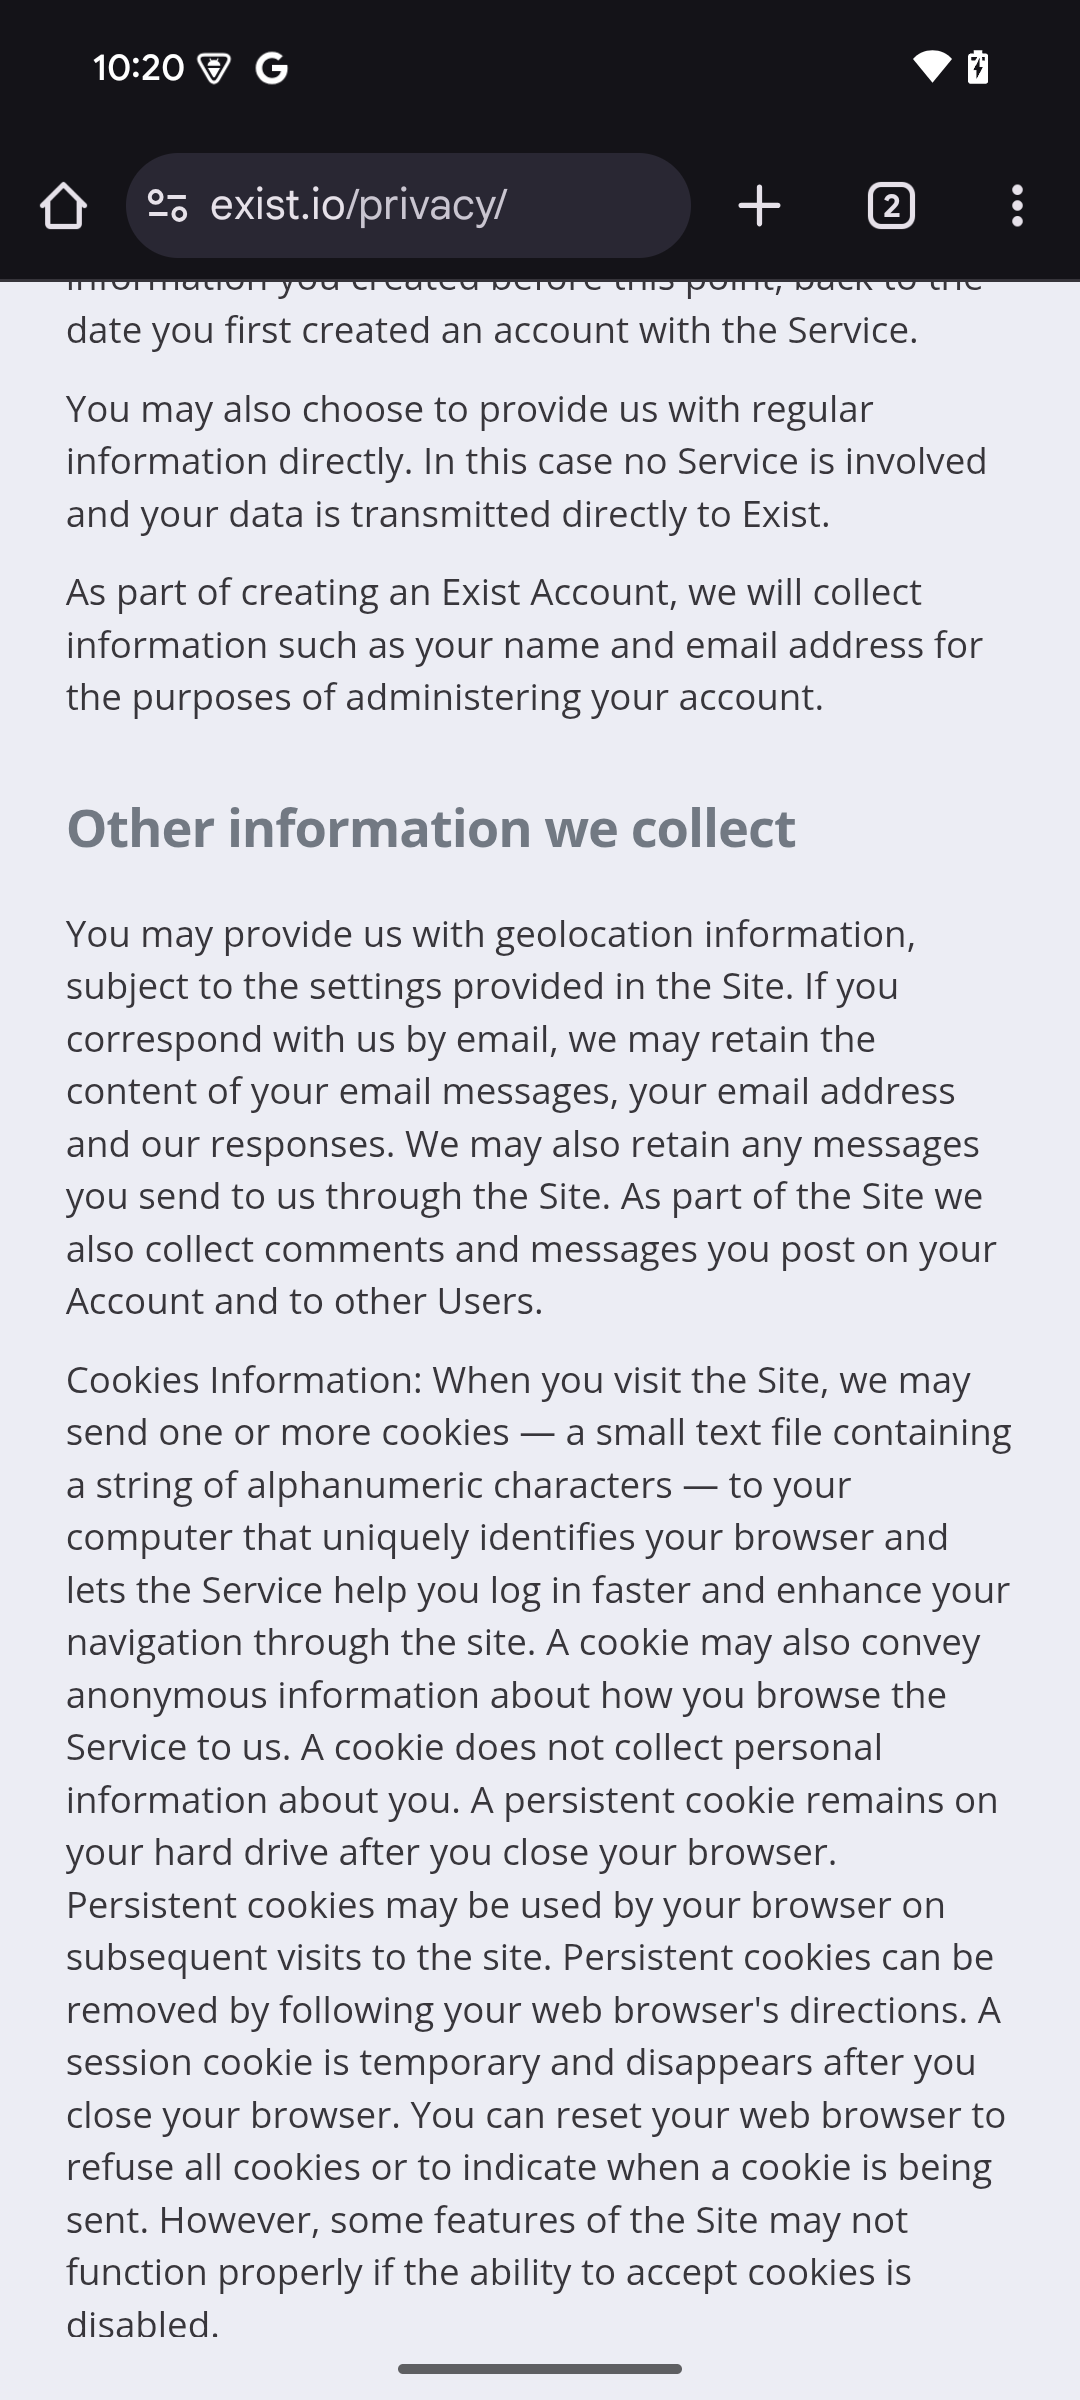 10:20
exist.io/privacy/
2
information you created before this point, back to the
date you first created an account with the Service.
You may also choose to provide us with regular
information directly. In this case no Service is involved
and your data is transmitted directly to Exist.
As part of creating an Exist Account, we will collect
information such as your name and email address for
the purposes of administering your account.
Other information we collect
You may provide us with geolocation information,
subject to the settings provided in the Site. If you
correspond with us by email, we may retain the
content of your email messages, your email address
and our responses. We may also retain any messages
you send to us through the Site. As part of the Site we
also collect comments and messages you post on your
Account and to other Users.
Cookies Information: When you visit the Site, we may
send one or more cookies — a small text file containing
a string of alphanumeric characters — to your
computer that uniquely identifies your browser and
lets the Service help you log in faster and enhance your
navigation through the site. A cookie may also convey
anonymous information about how you browse the
Service to us. A cookie does not collect personal
information about you. A persistent cookie remains on
your hard drive after you close your browser.
Persistent cookies may be used by your browser on
subsequent visits to the site. Persistent cookies can be
removed by following your web browser's directions. A
session cookie is temporary and disappears after you
close your browser. You can reset your web browser to
refuse all cookies or to indicate when a cookie is being
sent. However, some features of the Site may not
function properly if the ability to accept cookies is
disabled.